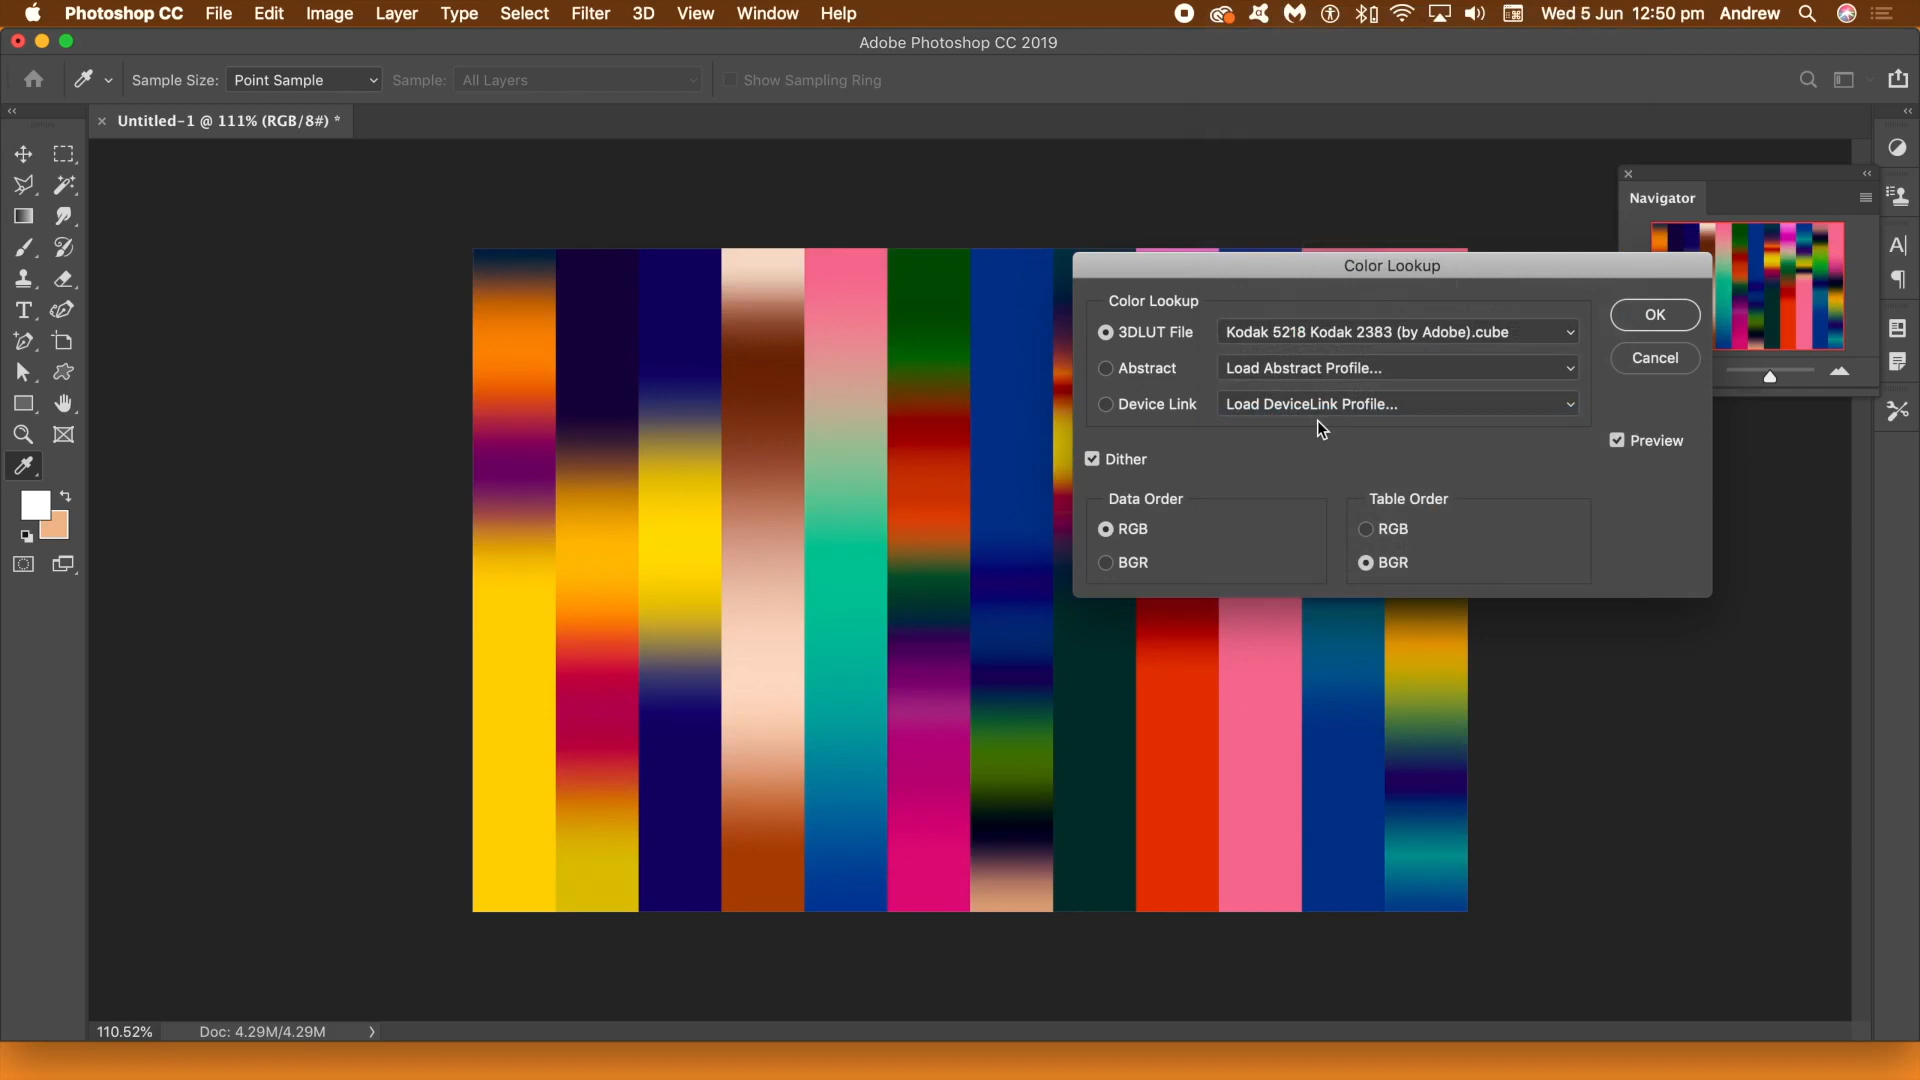 Photoshop CC File Edit Image Layer Type Select Filter 3D View Window Help Wed 5 Jun 12:50 pm Andrew
Adobe Photoshop CC 2019
Sample Size: Point Sample Sample: All Layers Show Sampling Ring
Untitled-1 @ 111% (RGB/8#) *
Navigator
Color Lookup
Color Lookup
3DLUT File Kodak 5218 Kodak 2383 (by Adobe).cube
OK
Abstract Load Abstract Profile...
Cancel
Device Link Load DeviceLink Profile...
Preview
Dither
Data Order Table Order
RGB RGB
BGR BGR
110.52% Doc: 4.29M/4.29M